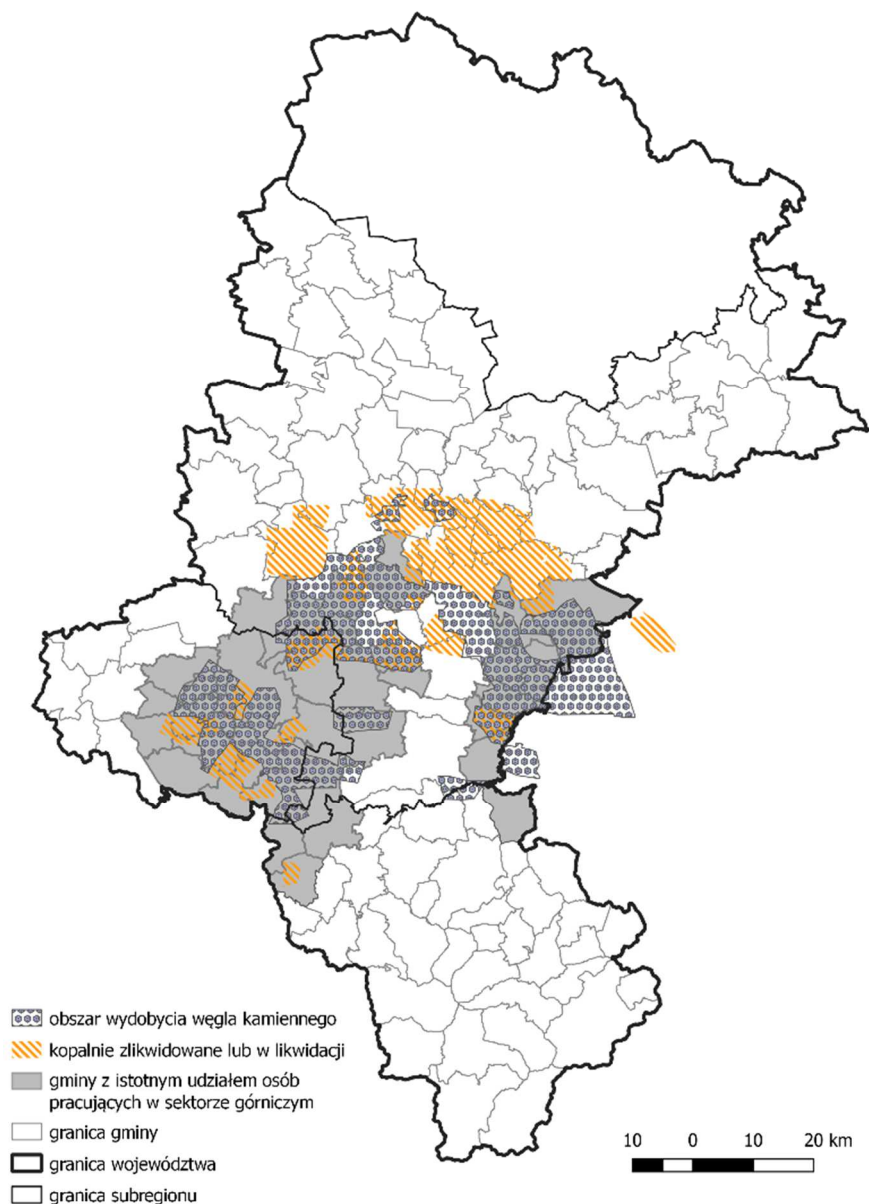 obszar wydobycia węgla kamiennego
kopalnie zlikwidowane lub w likwidacji
gminy z istotnym udziałem osób
pracujących w sektorze górniczym
granica gminy
granica województwa
granica subregionu
10 0 10 20 km